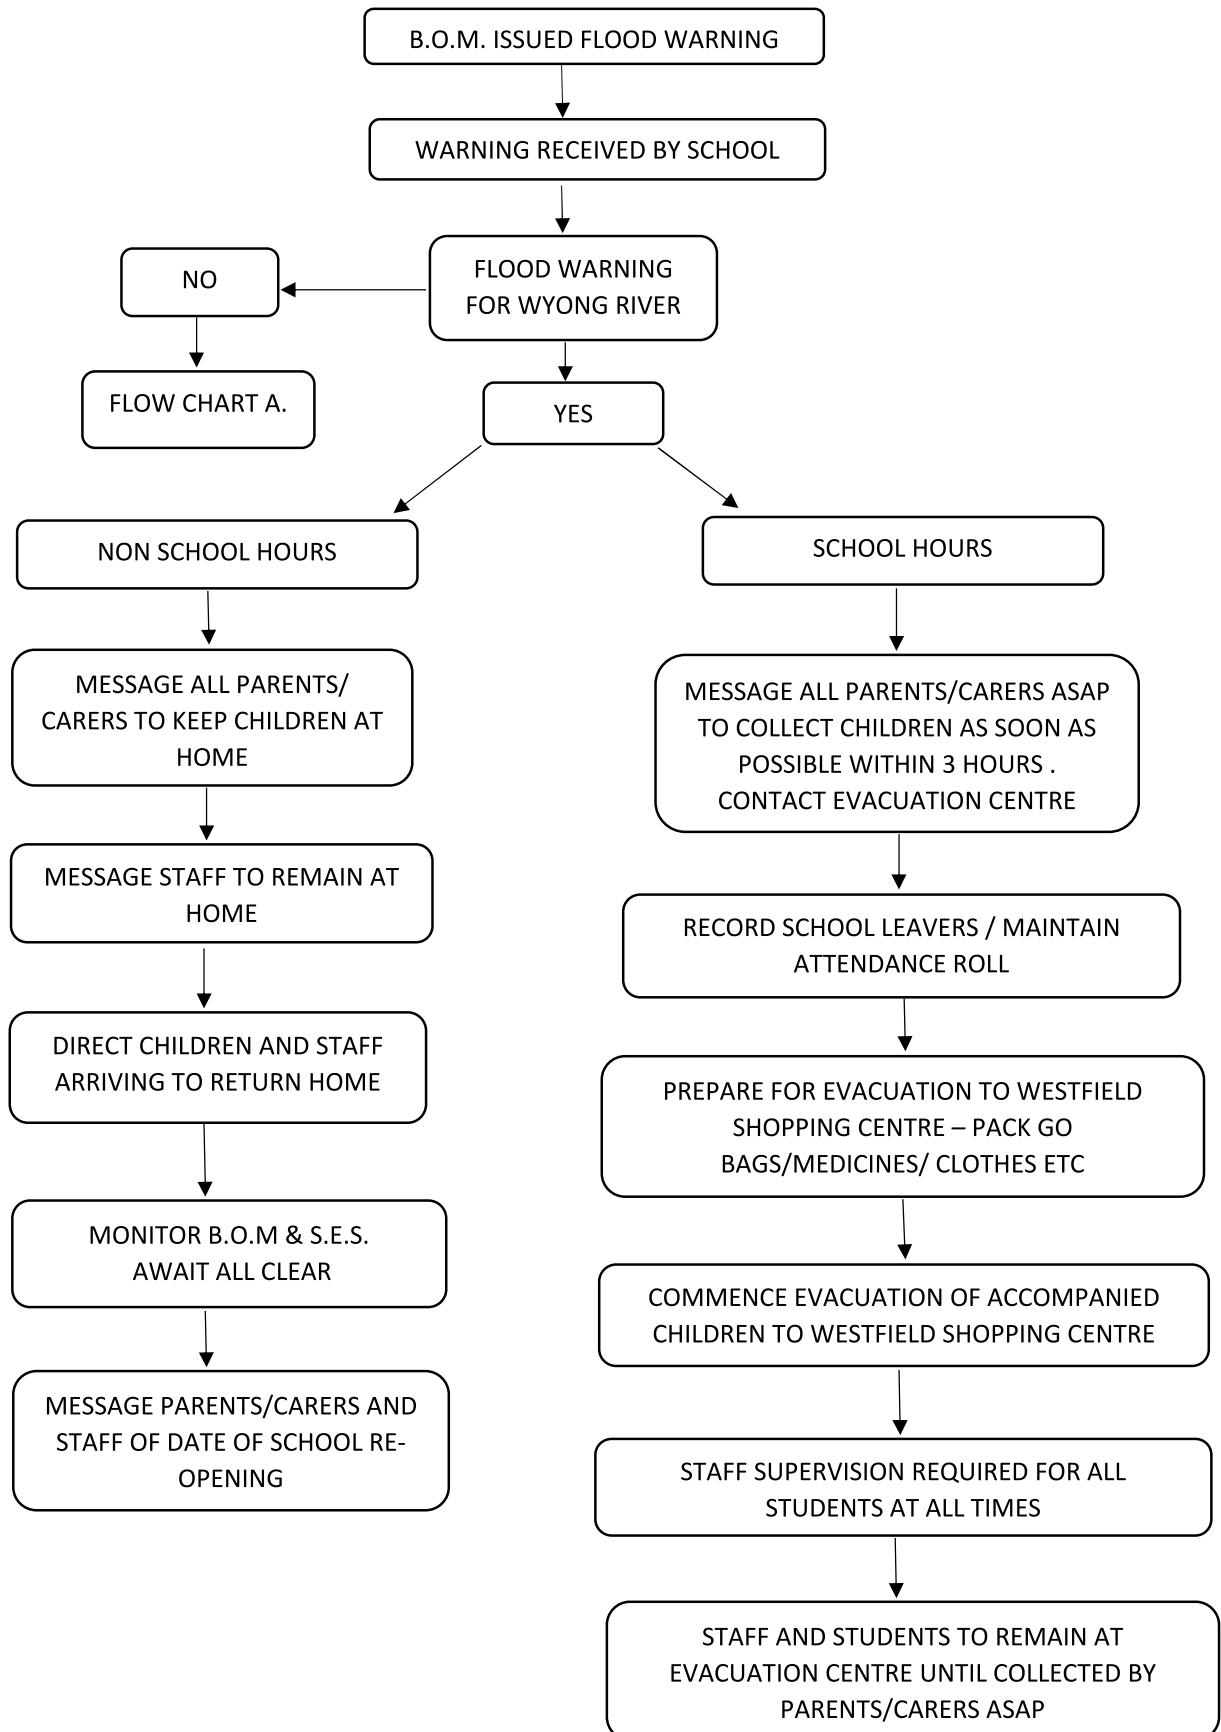 B.O.M. ISSUED FLOOD WARNING
WARNING RECEIVED BY SCHOOL
FLOOD WARNING
FOR WYONG RIVER
NO
FLOW CHART A.
YES
NON SCHOOL HOURS
MESSAGE ALL PARENTS/
CARERS TO KEEP CHILDREN AT
HOME
MESSAGE STAFF TO REMAIN AT
HOME
DIRECT CHILDREN AND STAFF
ARRIVING TO RETURN HOME
MONITOR B.O.M & S.E.S.
AWAIT ALL CLEAR
MESSAGE PARENTS/CARERS AND
STAFF OF DATE OF SCHOOL RE-
OPENING
SCHOOL HOURS
MESSAGE ALL PARENTS/CARERS ASAP
TO COLLECT CHILDREN AS SOON AS
POSSIBLE WITHIN 3 HOURS .
CONTACT EVACUATION CENTRE
RECORD SCHOOL LEAVERS / MAINTAIN
ATTENDANCE ROLL
PREPARE FOR EVACUATION TO WESTFIELD
SHOPPING CENTRE – PACK GO
BAGS/MEDICINES/ CLOTHES ETC
COMMENCE EVACUATION OF ACCOMPANIED
CHILDREN TO WESTFIELD SHOPPING CENTRE
STAFF SUPERVISION REQUIRED FOR ALL
STUDENTS AT ALL TIMES
STAFF AND STUDENTS TO REMAIN AT
EVACUATION CENTRE UNTIL COLLECTED BY
PARENTS/CARERS ASAP